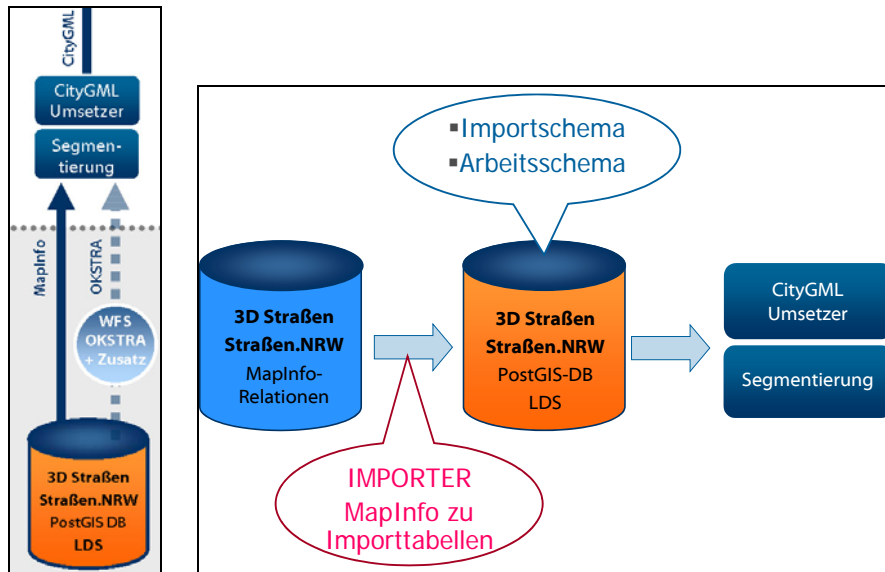 CityGML
CityGML
Umsetzer
Segmen-
tierung
MapInfo
OKSTRA
WFS
OKSTRA
+ Zusatz
3D Straßen
Straßen.NRW
PostGIS DB
LDS
▪Importschema
▪Arbeitsschema
3D Straßen
Straßen.NRW
MapInfo-
Relationen
3D Straßen
Straßen.NRW
PostGIS-DB
LDS
CityGML
Umsetzer
Segmentierung
IMPORTER
MapInfo zu
Importtabellen